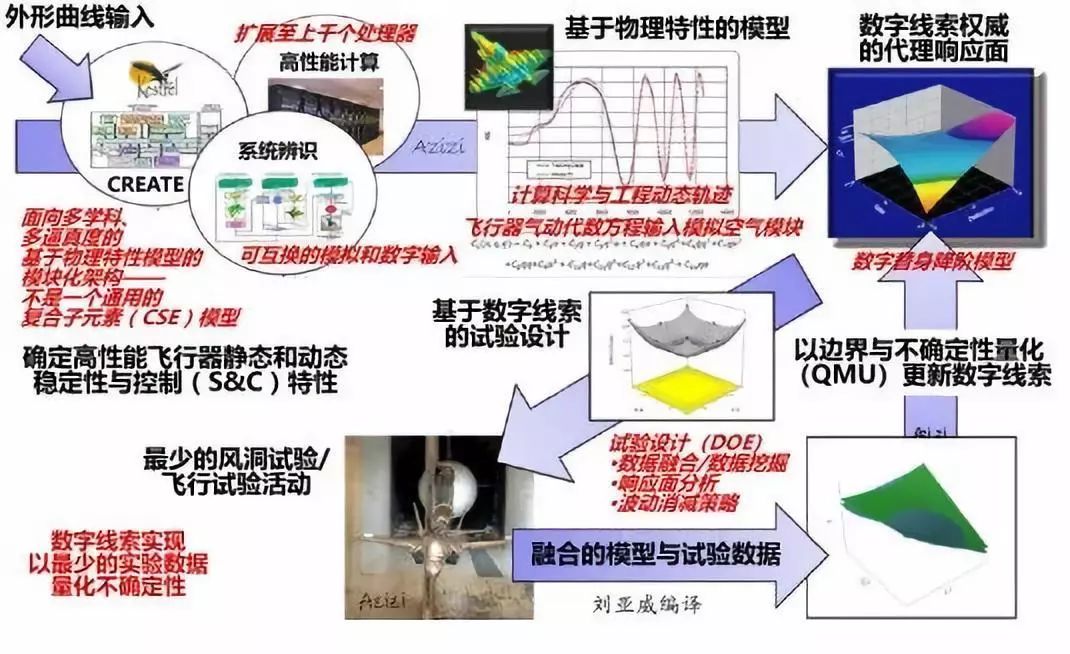 外形曲线输入
扩展至上千个处理器
高性能计算
Kestrel
CREATE
系统辨识
Azizi
基于物理特性的模型
计算科学与工程动态轨迹
飞行器气动代数方程输入模拟空气模块
数字线索权威
的代理响应面
数字替身降阶模型
面向多学科、
多逼真度的
基于物理特性模型的
模块化架构——
不是一个通用的
复合子元素（CSE）模型
可互换的模拟和数字输入
基于数字线索
的试验设计
确定高性能飞行器静态和动态
稳定性与控制（S&C）特性
以边界与不确定性量化
（QMU）更新数字线索
试验设计（DOE）
•数据融合/数据挖掘
•响应面分析
•波动消减策略
最少的风洞试验/
飞行试验活动
数字线索实现
以最少的实验数据
量化不确定性
Azizi
融合的模型与试验数据
刘亚威编译